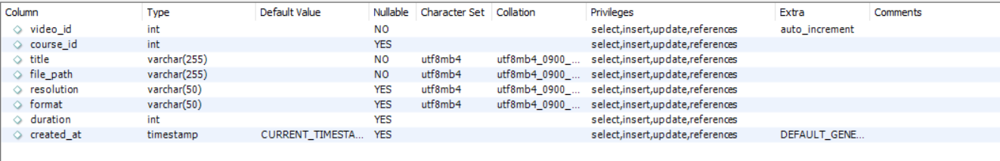 Column Type Default Value Nullable Character Set Collation Privileges Extra Comments
video_id int NO select,insert,update,references auto_increment
course_id int YES select,insert,update,references
title varchar(255) NO utf8mb4 utf8mb4_0900_... select,insert,update,references
file_path varchar(255) NO utf8mb4 utf8mb4_0900_... select,insert,update,references
resolution varchar(50) YES utf8mb4 utf8mb4_0900_... select,insert,update,references
format varchar(50) YES utf8mb4 utf8mb4_0900_... select,insert,update,references
duration int YES select,insert,update,references
created_at timestamp CURRENT_TIMESTA... YES select,insert,update,references DEFAULT_GENE...